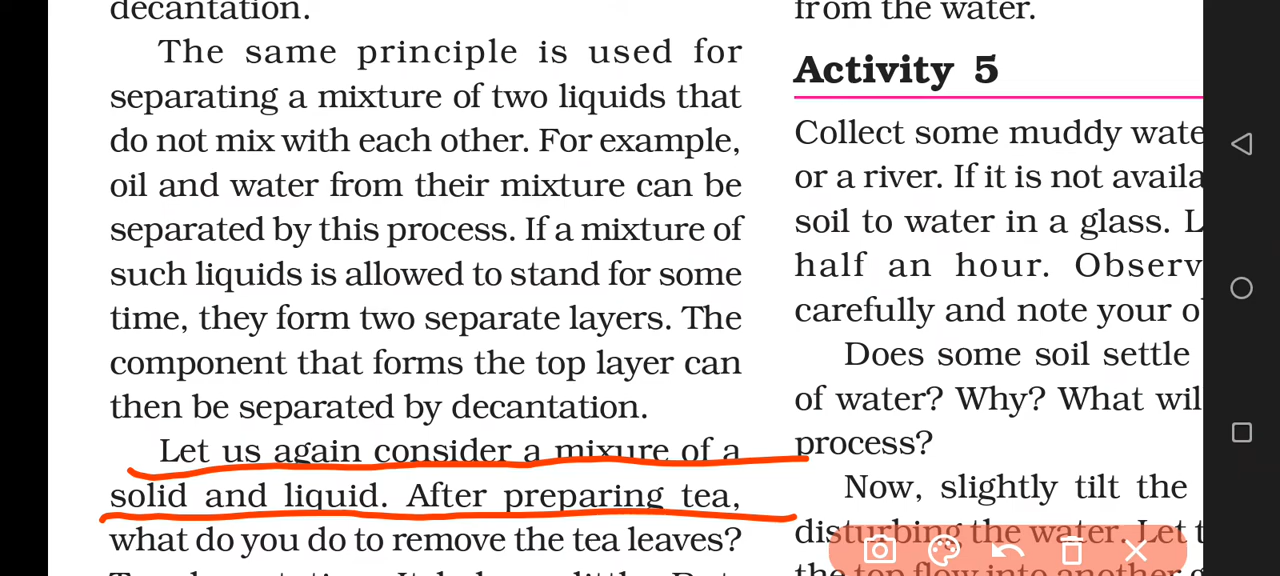 decantation.
The same principle is used for
separating a mixture of two liquids that
do not mix with each other. For example,
oil and water from their mixture can be
separated by this process. If a mixture of
such liquids is allowed to stand for some
time, they form two separate layers. The
component that forms the top layer can
then be separated by decantation.
Let us again consider a mixure of a
solid and liquid. After preparing tea,
what do you do to remove the tea leaves?
from the water.
Activity 5
Collect some muddy wate
or a river. If it is not availa
soil to water in a glass. L
half an hour. Observ
carefully and note your o
Does some soil settle
of water? Why? What wil
process?
Now, slightly tilt the
disturbing the water. Let t
the top flow into another g